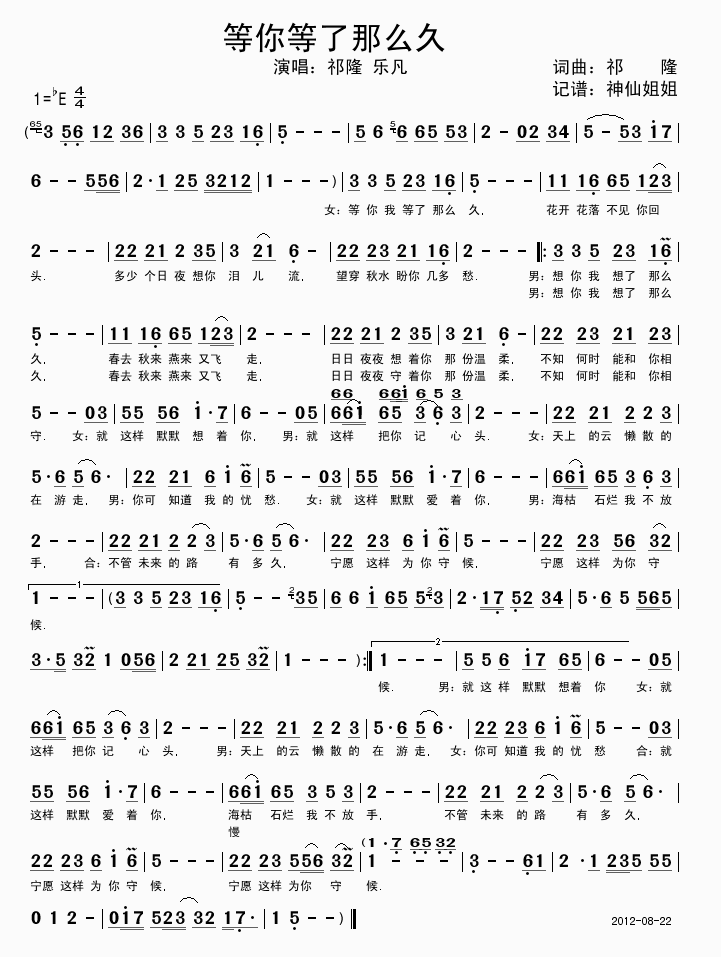 等你等了那么久
演唱：祁隆 乐凡
词曲：祁 隆
记谱：神仙姐姐
1=♭E 4/4
(65 3 56 12 36 | 3 3 5 23 16 | 5 - - - | 5 6 5 6 65 53 | 2 - 02 34 | 5 - 53 i7 |
6 - - 556 | 2·1 25 3212 | 1 - - -) | 3 3 5 23 16 | 5 - - - | 11 16 65 123 |
女：等 你 我 等了 那么 久， 花开 花落 不见 你回
2 - - - | 22 21 2 35 | 3 21 6 - | 22 23 21 16 | 2 - - - |: 3 3 5 23 16 |
头． 多少 个日 夜 想你 泪 儿 流， 望穿 秋水 盼你 几多 愁． 男：想 你 我 想了 那么
男：想 你 我 想了 那么
5 - - - | 11 16 65 123 | 2 - - - | 22 22 2 35 | 3 21 6 - | 22 23 21 23 |
久， 春去 秋来 燕来 又飞 走， 日日 夜夜 想 着你 那 份温 柔， 不知 何时 能和 你相
久， 春去 秋来 燕来 又飞 走， 日日 夜夜 守 着你 那 份温 柔， 不知 何时 能和 你相
66 66i 6 5 3
5 - - 03 | 55 56 i·7 | 6 - - 05 | 66i 65 36 3 | 2 - - - | 22 21 2 2 3 |
守． 女：就 这样 默默 想 着 你， 男：就 这样 把你 记 心 头． 女：天上 的云 懒 散 的
5·6 5 6· | 22 21 6 i 6 | 5 - - 03 | 55 56 i·7 | 6 - - - | 66i 65 3 6 3 |
在 游 走， 男：你可 知道 我 的 忧 愁． 女：就 这样 默默 爱 着 你， 男：海枯 石烂 我 不 放
2 - - - | 22 21 2 2 3 | 5·6 5 6· | 22 23 6 i 6 | 5 - - - | 22 23 56 32 |
手， 合：不管 未来 的 路 有 多 久， 宁愿 这样 为 你 守 候， 宁愿 这样 为你 守
1
1 - - - | (3 3 5 23 16 | 5 - - 2 35 | 6 6 i 65 5 2 3 | 2·17 52 34 | 5·6 5 565 |
候．
3·5 32 1 056 | 2 21 25 32 | 1 - - -) :| 2 1 - - - | 5 5 6 i7 65 | 6 - - 05 |
候． 男：就 这 样 默默 想着 你 女：就
66i 65 36 3 | 2 - - - | 22 21 2 2 3 | 5·6 5 6· | 22 23 6 i 6 | 5 - - 03 |
这样 把你 记 心 头， 男：天上 的云 懒 散 的 在 游 走， 女：你可 知道 我 的 忧 愁 合：就
55 56 i·7 | 6 - - - | 66i 65 3 53 | 2 - - - | 22 21 2 2 3 | 5·6 5 6· |
这样 默默 爱 着 你， 海枯 石烂 我 不 放 手， 不管 未来 的 路 有 多 久，
慢
(1·7 65 32
22 23 6 i 6 | 5 - - - | 22 23 556 32 | 1 - - - | 3 - - 61 | 2·1 235 55 |
宁愿 这样 为 你 守 候， 宁愿 这样 为你 守 候．
0 1 2 - | 0i7 523 32 17· | 1 5 - -) ||
2012-08-22